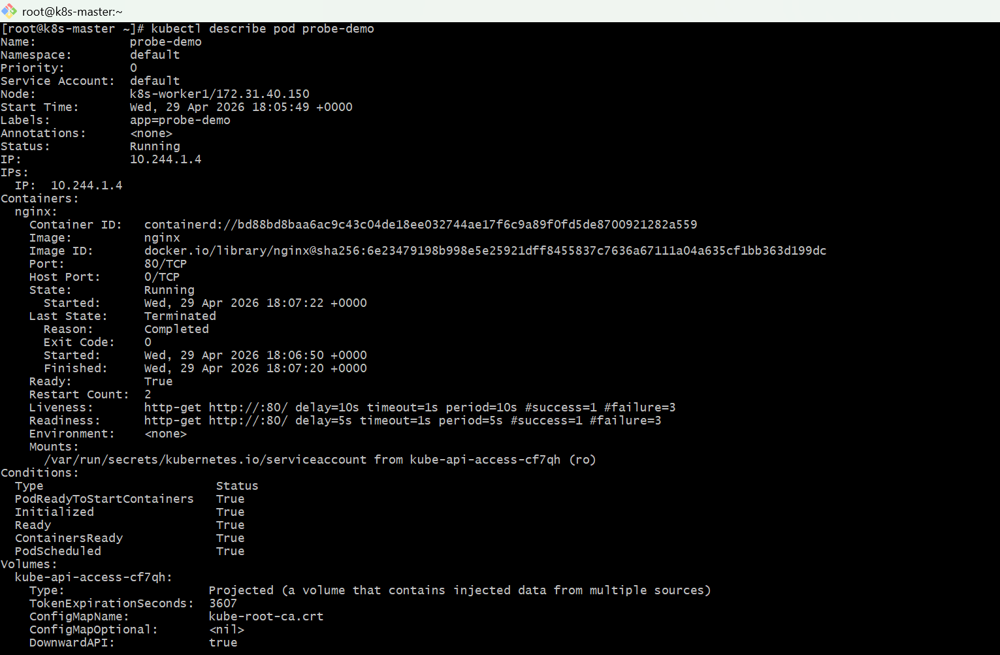 root@k8s-master:~
[root@k8s-master ~]# kubectl describe pod probe-demo
Name:             probe-demo
Namespace:        default
Priority:         0
Service Account:  default
Node:             k8s-worker1/172.31.40.150
Start Time:       Wed, 29 Apr 2026 18:05:49 +0000
Labels:           app=probe-demo
Annotations:      <none>
Status:           Running
IP:               10.244.1.4
IPs:
  IP:  10.244.1.4
Containers:
  nginx:
    Container ID:   containerd://bd88bd8baa6ac9c43c04de18ee032744ae17f6c9a89f0fd5de8700921282a559
    Image:          nginx
    Image ID:       docker.io/library/nginx@sha256:6e23479198b998e5e25921dff8455837c7636a67111a04a635cf1bb363d199dc
    Port:           80/TCP
    Host Port:      0/TCP
    State:          Running
      Started:      Wed, 29 Apr 2026 18:07:22 +0000
    Last State:     Terminated
      Reason:       Completed
      Exit Code:    0
      Started:      Wed, 29 Apr 2026 18:06:50 +0000
      Finished:     Wed, 29 Apr 2026 18:07:20 +0000
    Ready:          True
    Restart Count:  2
    Liveness:       http-get http://:80/ delay=10s timeout=1s period=10s #success=1 #failure=3
    Readiness:      http-get http://:80/ delay=5s timeout=1s period=5s #success=1 #failure=3
    Environment:    <none>
    Mounts:
      /var/run/secrets/kubernetes.io/serviceaccount from kube-api-access-cf7qh (ro)
Conditions:
  Type                        Status
  PodReadyToStartContainers   True
  Initialized                 True
  Ready                       True
  ContainersReady             True
  PodScheduled                True
Volumes:
  kube-api-access-cf7qh:
    Type:                    Projected (a volume that contains injected data from multiple sources)
    TokenExpirationSeconds:  3607
    ConfigMapName:           kube-root-ca.crt
    ConfigMapOptional:       <nil>
    DownwardAPI:             true